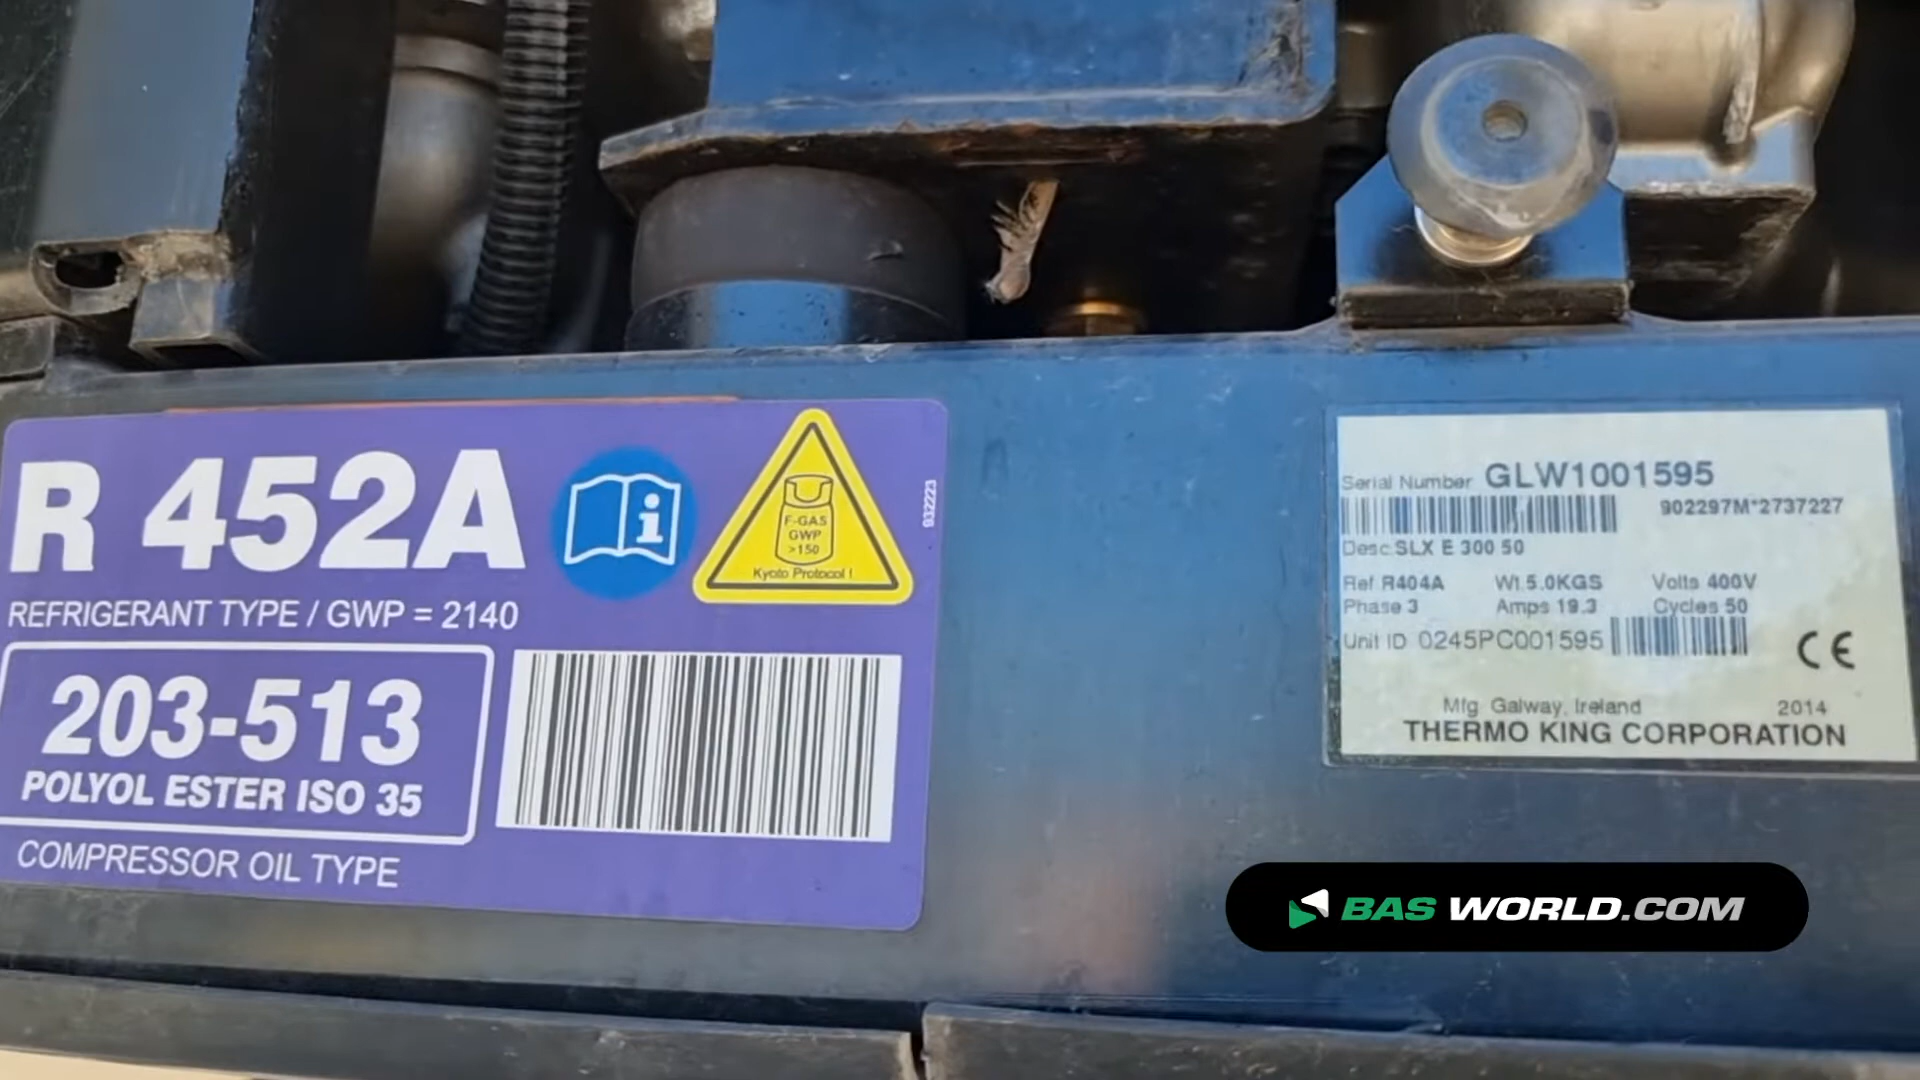 R 452A
REFRIGERANT TYPE / GWP = 2140
203-513
POLYOL ESTER ISO 35
COMPRESSOR OIL TYPE
F-GAS
GWP
>150
Kyoto Protocol !
932223
Serial Number GLW1001595
902297M*2737227
Desc.SLX E 300 50
Ref R404A Wt.5.0KGS Volts 400V
Phase 3 Amps 19.3 Cycles 50
Unit ID 0245PC001595
CE
Mfg Galway, Ireland 2014
THERMO KING CORPORATION
BAS WORLD.COM